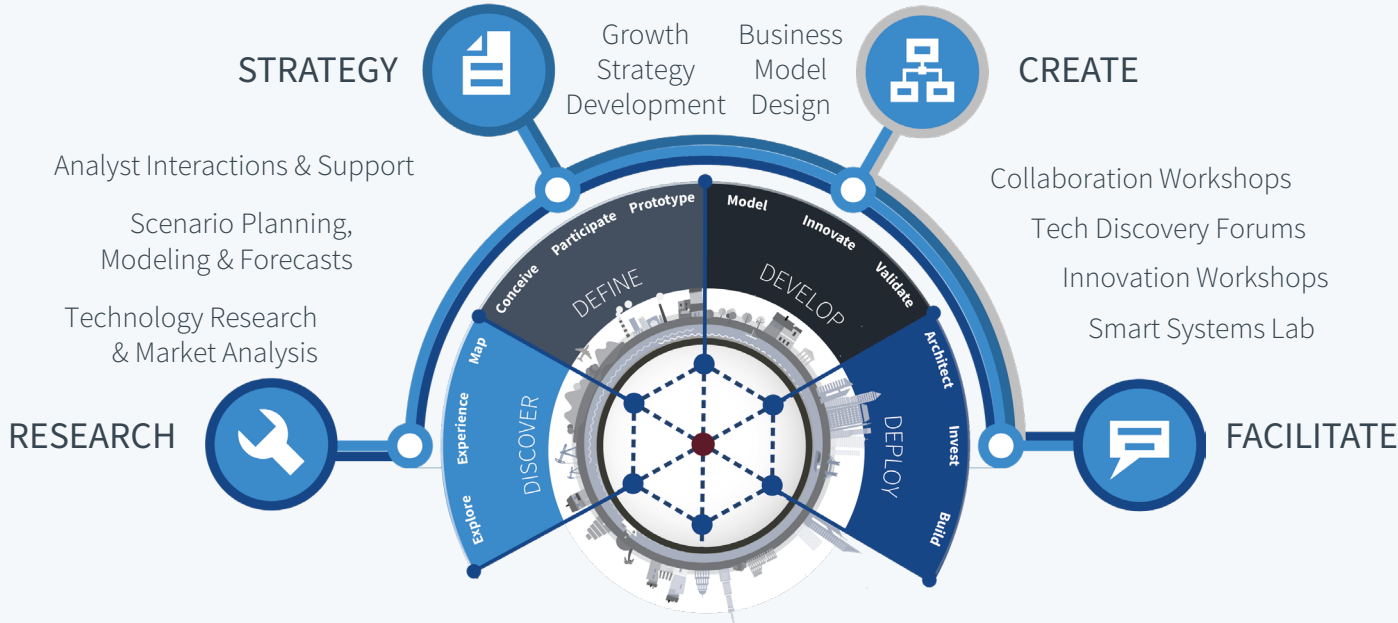 STRATEGY
Growth
Strategy
Development
Business
Model
Design
CREATE
Analyst Interactions & Support
Scenario Planning,
Modeling & Forecasts
Technology Research
& Market Analysis
RESEARCH
Collaboration Workshops
Tech Discovery Forums
Innovation Workshops
Smart Systems Lab
FACILITATE
Explore
Experience
Map
DISCOVER
Conceive
Participate
Prototype
DEFINE
Model
Innovate
Validate
DEVELOP
Architect
Invest
Build
DEPLOY